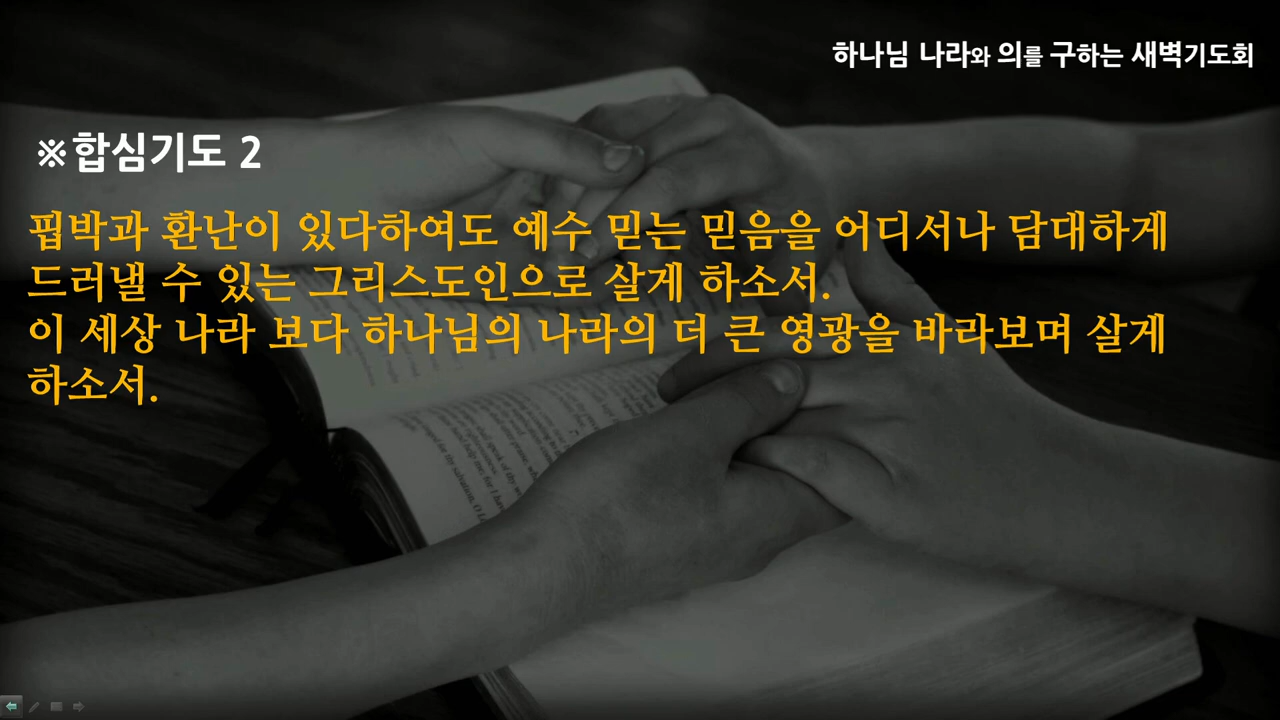 하나님 나라와 의를 구하는 새벽기도회
※합심기도 2
핍박과 환난이 있다하여도 예수 믿는 믿음을 어디서나 담대하게
드러낼 수 있는 그리스도인으로 살게 하소서.
이 세상 나라 보다 하나님의 나라의 더 큰 영광을 바라보며 살게
하소서.